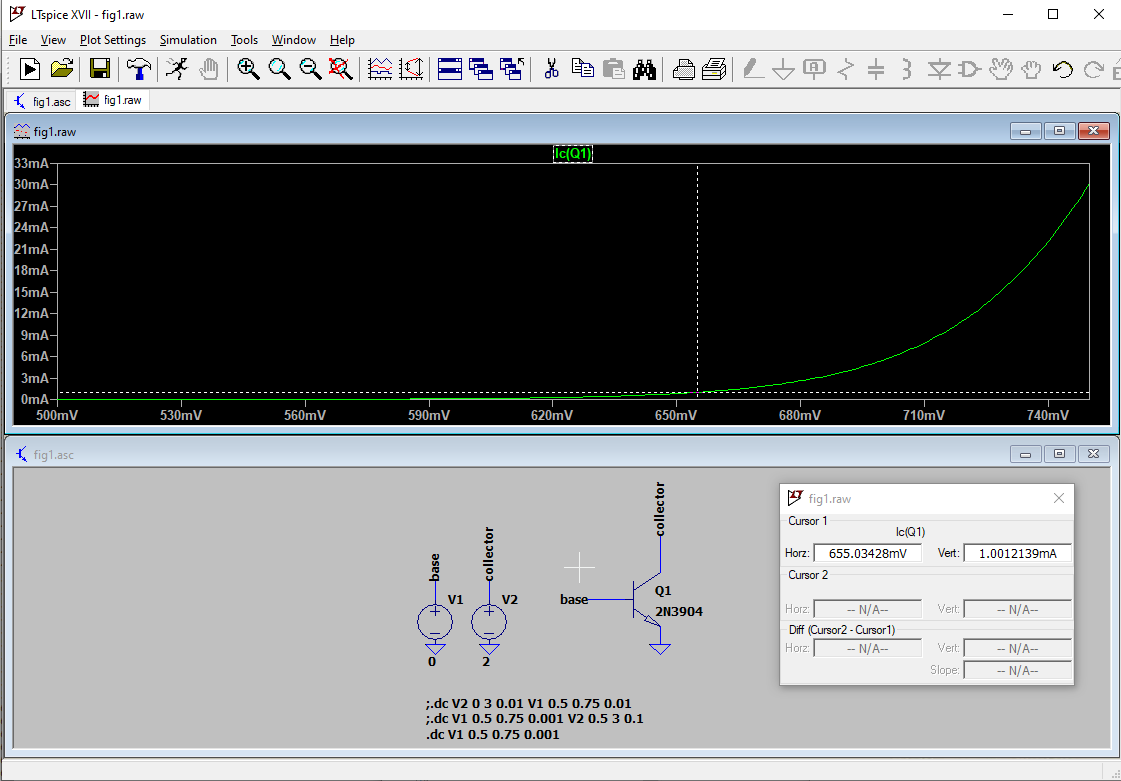 LTspice XVII - fig1.raw
File View Plot Settings Simulation Tools Window Help
fig1.asc fig1.raw
fig1.raw
Ic(Q1)
33mA
30mA
27mA
24mA
21mA
18mA
15mA
12mA
9mA
6mA
3mA
0mA
500mV 530mV 560mV 590mV 620mV 650mV 680mV 710mV 740mV
fig1.asc
base
collector
V1
V2
0
2
collector
base
Q1
2N3904
;.dc V2 0 3 0.01 V1 0.5 0.75 0.01
;.dc V1 0.5 0.75 0.001 V2 0.5 3 0.1
.dc V1 0.5 0.75 0.001
fig1.raw
Cursor 1
Ic(Q1)
Horz: 655.03428mV Vert: 1.0012139mA
Cursor 2
Horz: -- N/A-- Vert: -- N/A--
Diff (Cursor2 - Cursor1)
Horz: -- N/A-- Vert: -- N/A--
Slope: -- N/A--